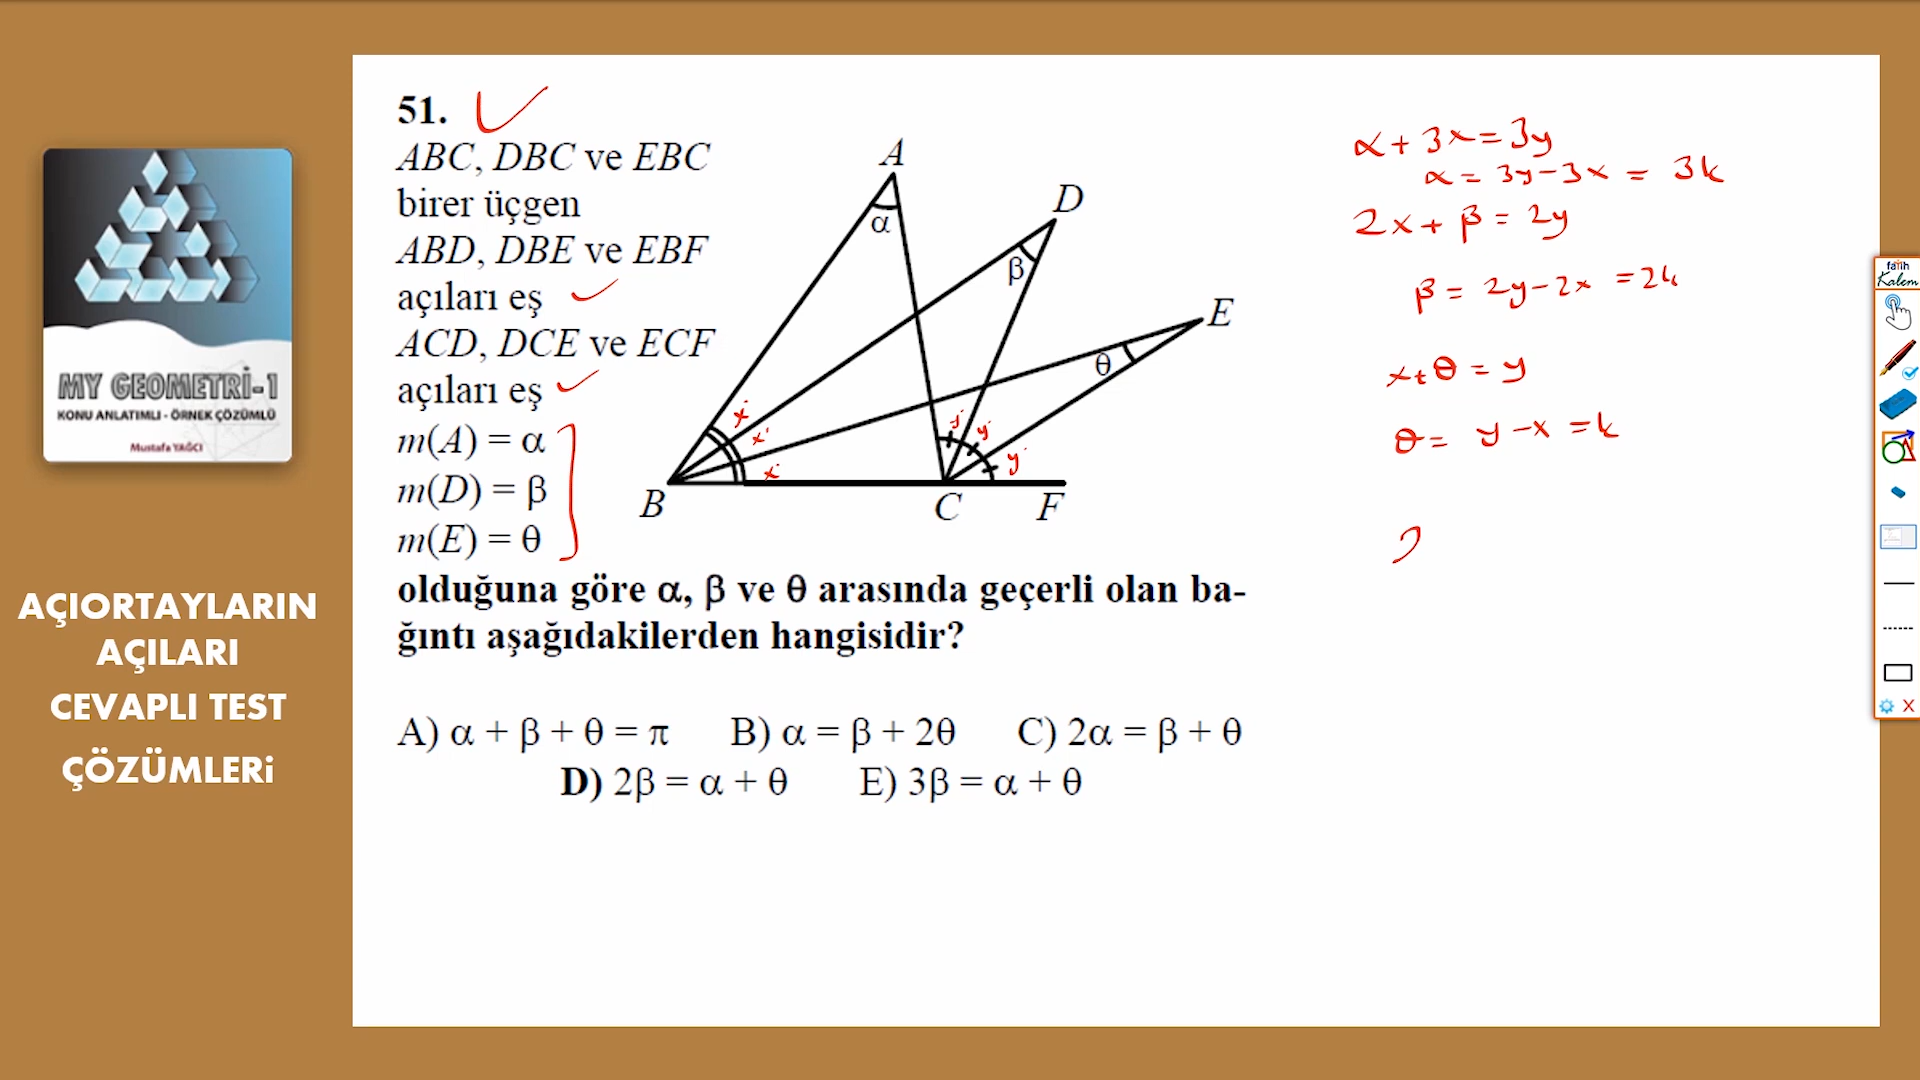 MY GEOMETRİ-1
KONU ANLATIMLI - ÖRNEK ÇÖZÜMLÜ
Mustafa YAĞCI
AÇIORTAYLARIN
AÇILARI
CEVAPLI TEST
ÇÖZÜMLERi
51.
ABC, DBC ve EBC
birer üçgen
ABD, DBE ve EBF
açıları eş
ACD, DCE ve ECF
açıları eş
m(A) = α
m(D) = β
m(E) = θ
A
α
D
β
E
θ
x
x
x
y
y
y
B
C
F
olduğuna göre α, β ve θ arasında geçerli olan ba-
ğıntı aşağıdakilerden hangisidir?
A) α + β + θ = π B) α = β + 2θ C) 2α = β + θ
D) 2β = α + θ E) 3β = α + θ
α + 3x = 3y
α = 3y - 3x = 3k
2x + β = 2y
β = 2y - 2x = 2k
x + θ = y
θ = y - x = k
fatih
Kalem
X